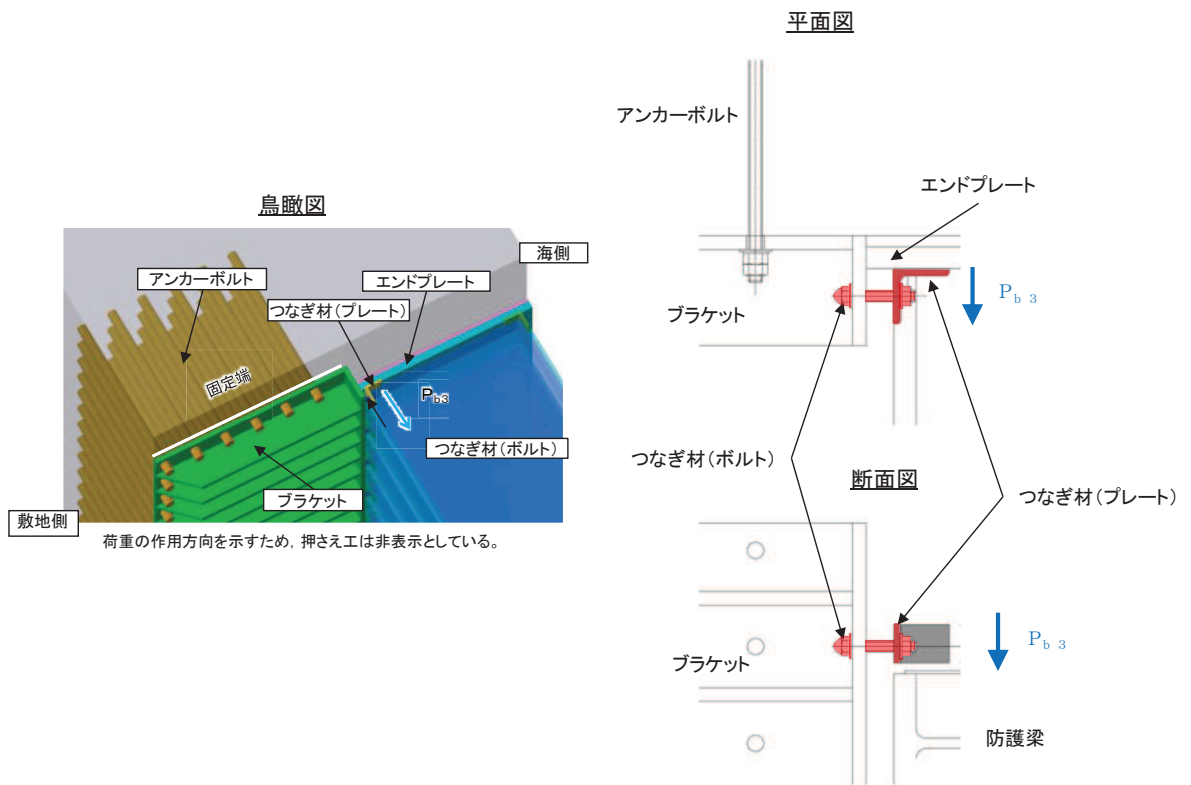 鳥瞰図
海側
アンカーボルト
エンドプレート
つなぎ材(プレート)
固定端
Pb3
つなぎ材(ボルト)
ブラケット
敷地側
荷重の作用方向を示すため，押さえ工は非表示としている。
平面図
アンカーボルト
エンドプレート
Pb 3
ブラケット
つなぎ材(ボルト)
断面図
つなぎ材(プレート)
Pb 3
ブラケット
防護梁